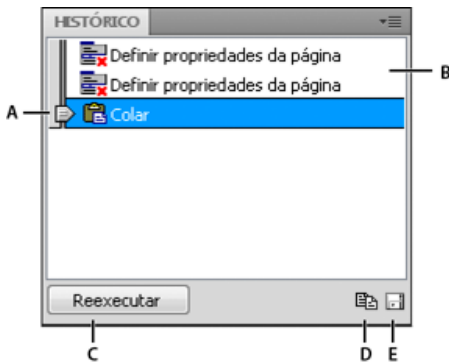 HISTÓRICO
Definir propriedades da página
B
Definir propriedades da página
A
Colar
Reexecutar
C
D
E